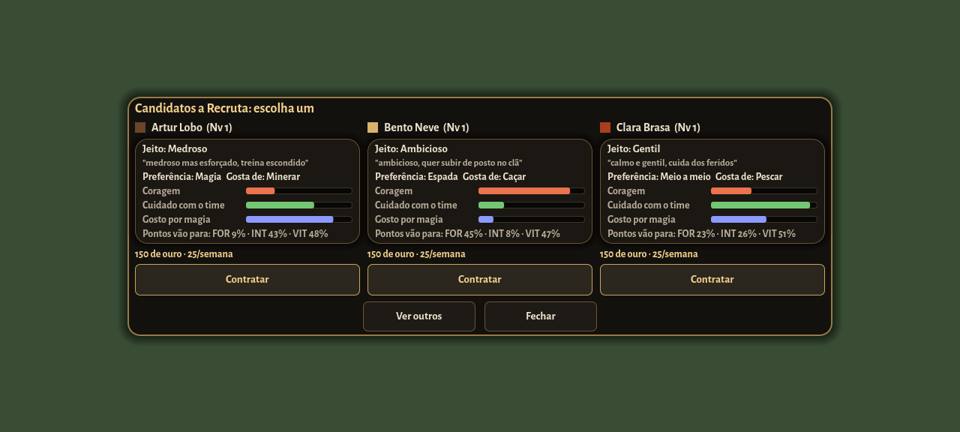 Candidatos a Recruta: escolha um
Artur Lobo (Nv 1)
Jeito: Medroso
"medroso mas esforçado, treina escondido"
Preferência: Magia Gosta de: Minerar
Coragem
Cuidado com o time
Gosto por magia
Pontos vão para: FOR 9% · INT 43% · VIT 48%
150 de ouro · 25/semana
Contratar
Bento Neve (Nv 1)
Jeito: Ambicioso
"ambicioso, quer subir de posto no clã"
Preferência: Espada Gosta de: Caçar
Coragem
Cuidado com o time
Gosto por magia
Pontos vão para: FOR 45% · INT 8% · VIT 47%
150 de ouro · 25/semana
Contratar
Clara Brasa (Nv 1)
Jeito: Gentil
"calmo e gentil, cuida dos feridos"
Preferência: Meio a meio Gosta de: Pescar
Coragem
Cuidado com o time
Gosto por magia
Pontos vão para: FOR 23% · INT 26% · VIT 51%
150 de ouro · 25/semana
Contratar
Ver outros
Fechar